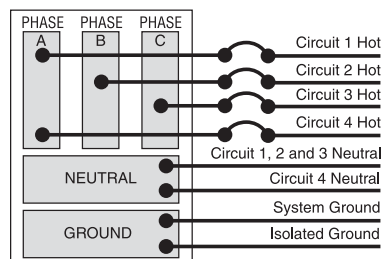 PHASE PHASE PHASE
A B C
Circuit 1 Hot
Circuit 2 Hot
Circuit 3 Hot
Circuit 4 Hot
Circuit 1, 2 and 3 Neutral
NEUTRAL
Circuit 4 Neutral
System Ground
GROUND
Isolated Ground